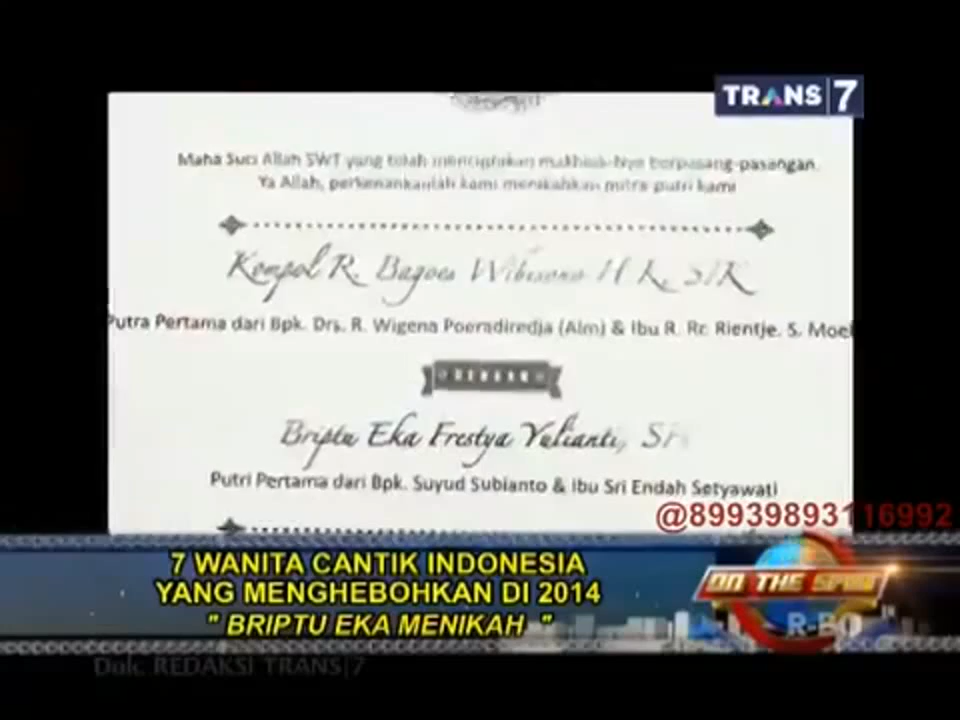 TRANS 7
Maha Suci Allah SWT yang telah menciptakan makhluk-Nya berpasang-pasangan.
Ya Allah, perkenankanlah kami menikahkan putra putri kami
Kompol R. Bagoes Wibisono H K, SIK
Putra Pertama dari Bpk. Drs. R. Wigena Poeradiredja (Alm) & Ibu R. Rr. Rientje. S. Moel
DENGAN
Briptu Eka Frestya Yulianti,
Putri Pertama dari Bpk. Suyud Subianto & Ibu Sri Endah Setyawati
@89939893116992
7 WANITA CANTIK INDONESIA
YANG MENGHEBOHKAN DI 2014
" BRIPTU EKA MENIKAH "
ON THE SPOT
R-BO
Dok: REDAKSI TRANS|7